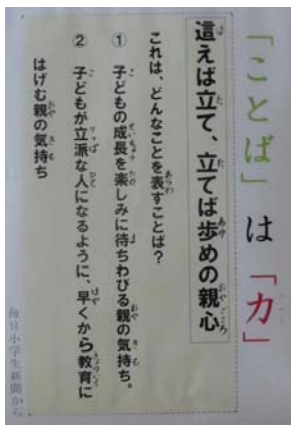 「ことば」は「力」
這えば立て、立てば歩めの親心
これは、どんなことを表すことば?
① 子どもの成長を楽しみに待ちわびる親の気持ち。
② 子どもが立派な人になるように、早くから教育に
はげむ親の気持ち
毎日小学生新聞から